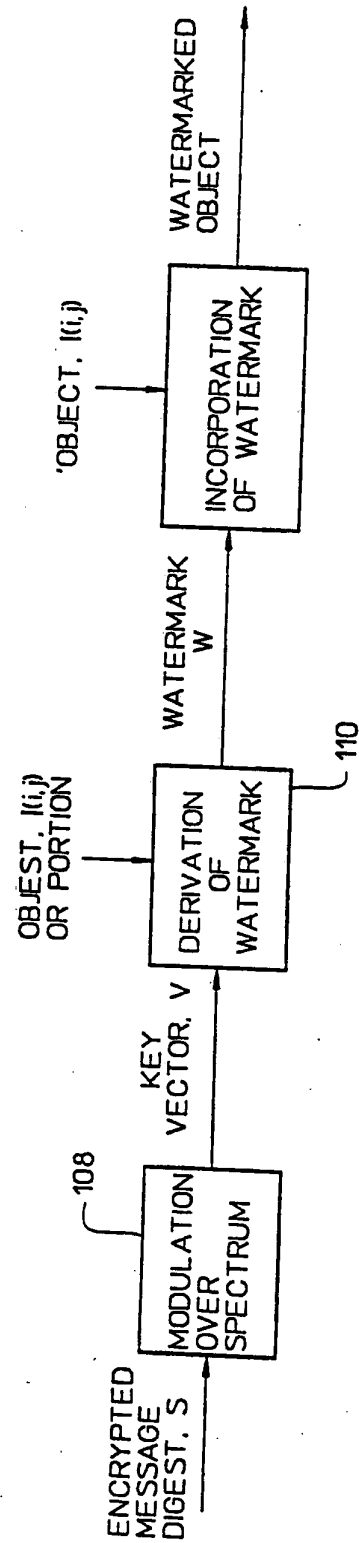 ENCRYPTED
MESSAGE
DIGEST, S
108
MODULATION
OVER
SPECTRUM
KEY
VECTOR, V
OBJEST, I(i,j)
OR PORTION
DERIVATION
OF
WATERMARK
110
WATERMARK
W
'OBJECT, I(i,j)
INCORPORATION
OF WATERMARK
WATERMARKED
OBJECT